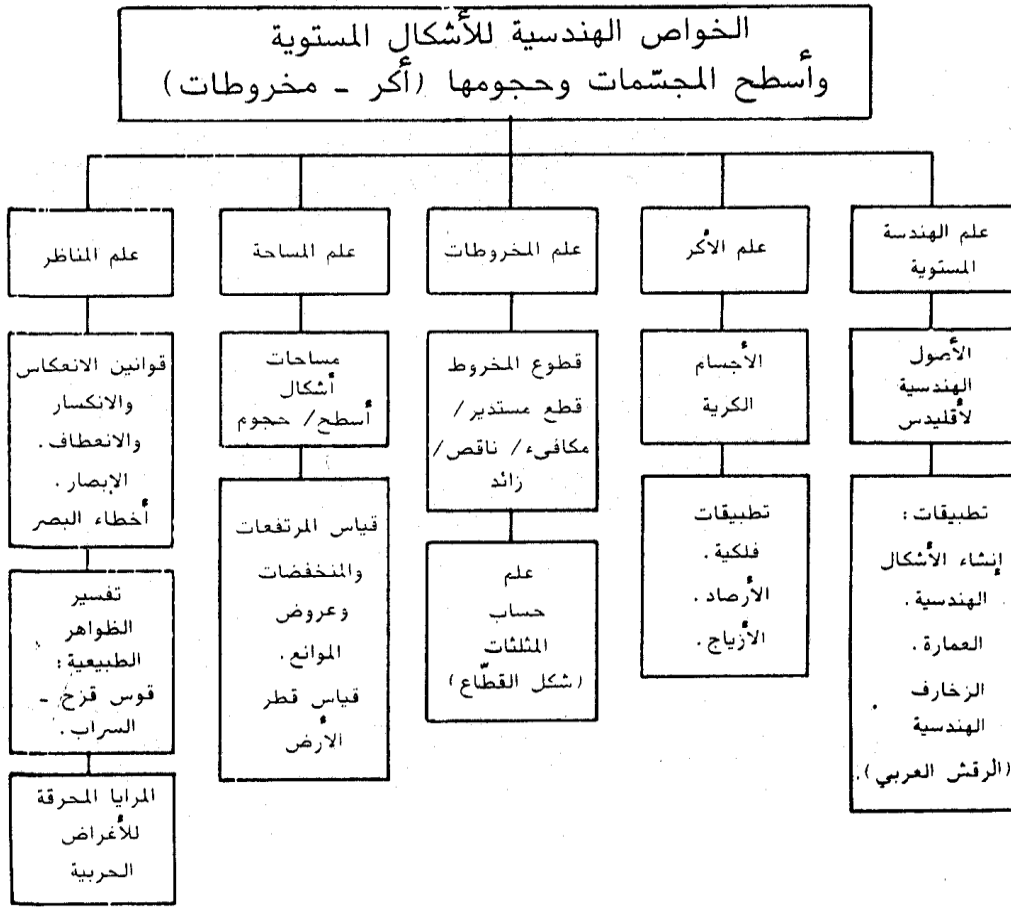 الخواص الهندسية للأشكال المستوية
وأسطح المجسّمات وحجومها (أكر ـ مخروطات)
علم الهندسة
المستوية
الأصول
الهندسية
لأقليدس
تطبيقات :
إنشاء الأشكال
الهندسية .
العمارة .
الزخارف
الهندسية
(الرقش العربي) .
علم الأكر
الأجسام
الكرية
تطبيقات
فلكية .
الأرصاد .
الأزياج .
علم المخروطات
قطوع المخروط
قطع مستدير /
مكافىء / ناقص /
زائد
علم
حساب
المثلثات
(شكل القطّاع)
علم المساحة
مساحات
أشكال
أسطح / حجوم
قياس المرتفعات
والمنخفضات
وعروض
الموانع .
قياس قطر
الأرض
علم المناظر
قوانين الانعكاس
والانكسار
والانعطاف .
الإبصار .
أخطاء البصر
تفسير
الظواهر
الطبيعية :
قوس قزح ـ
السراب .
المرايا المحرقة
للأغراض
الحربية